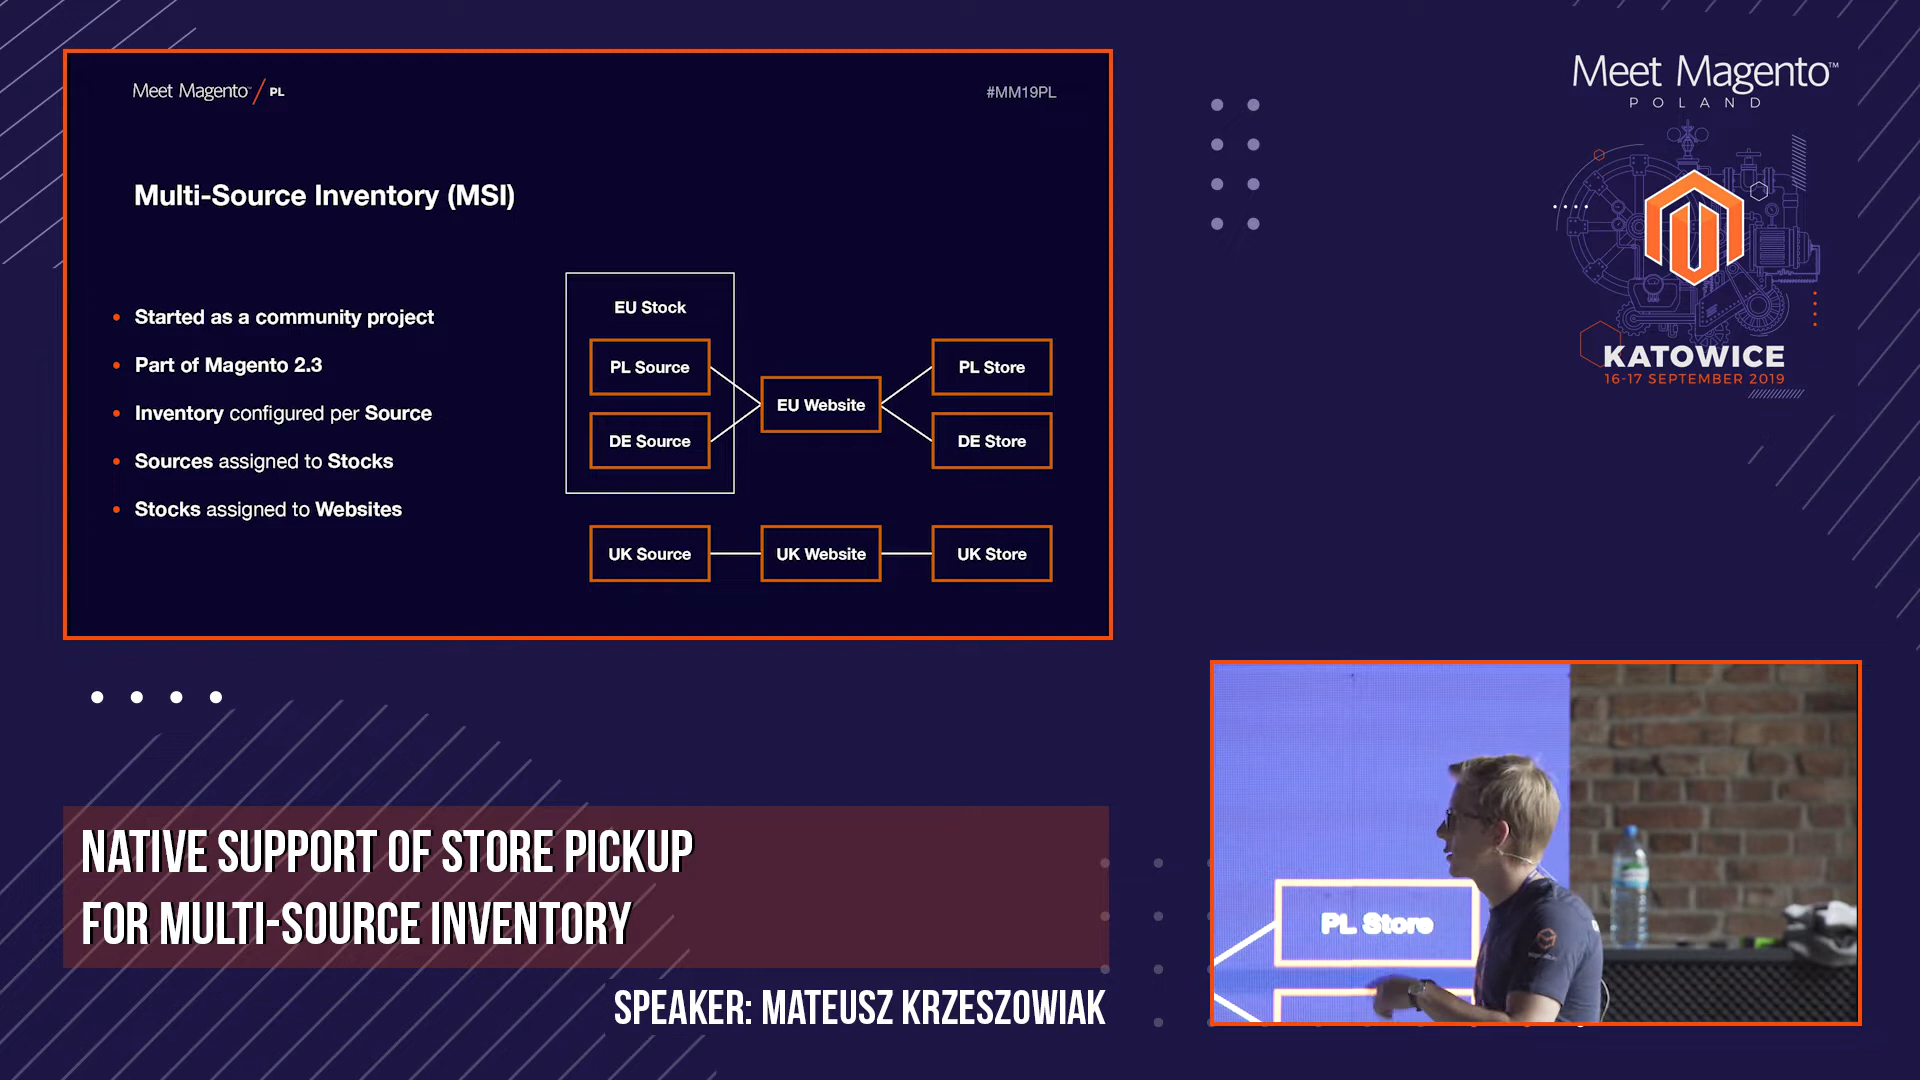 Meet Magento / PL
#MM19PL
Multi-Source Inventory (MSI)
• Started as a community project
• Part of Magento 2.3
• Inventory configured per Source
• Sources assigned to Stocks
• Stocks assigned to Websites
EU Stock
PL Source
DE Source
EU Website
PL Store
DE Store
UK Source
UK Website
UK Store
Meet Magento™
POLAND
KATOWICE
16-17 SEPTEMBER 2019
PL Store
NATIVE SUPPORT OF STORE PICKUP
FOR MULTI-SOURCE INVENTORY
SPEAKER: MATEUSZ KRZESZOWIAK